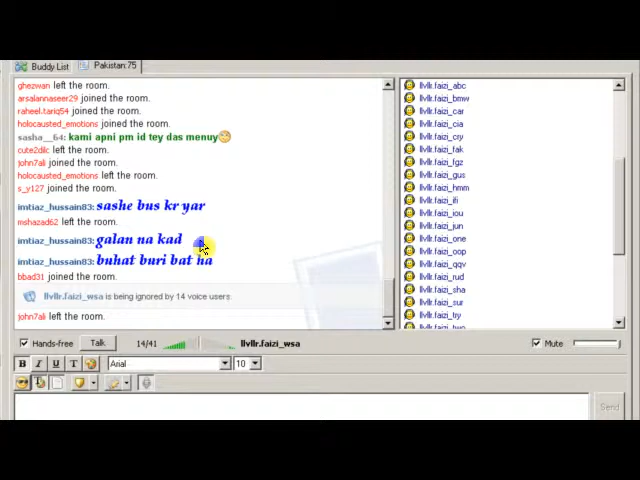 Buddy List
Pakistan:75
ghezwan left the room.
arsalannaseer29 joined the room.
raheel.tariq54 joined the room.
holocausted_emotions joined the room.
sasha__64: kami apni pm id tey das menuy
cute2dilc left the room.
john7ali joined the room.
holocausted_emotions left the room.
s_y127 joined the room.
imtiaz_hussain83: sashe bus kr yar
mshazad62 left the room.
imtiaz_hussain83: galan na kad
imtiaz_hussain83: buhat buri bat ha
bbad31 joined the room.
llvllr.faizi_wsa is being ignored by 14 voice users.
john7ali left the room.
llvllr.faizi_abc
llvllr.faizi_bmw
llvllr.faizi_car
llvllr.faizi_cia
llvllr.faizi_cry
llvllr.faizi_fak
llvllr.faizi_fgz
llvllr.faizi_gus
llvllr.faizi_hmm
llvllr.faizi_ifi
llvllr.faizi_iou
llvllr.faizi_jun
llvllr.faizi_one
llvllr.faizi_oop
llvllr.faizi_qqv
llvllr.faizi_rud
llvllr.faizi_sha
llvllr.faizi_sur
llvllr.faizi_try
llvllr.faizi_two
Hands-free
Talk
14/41
llvllr.faizi_wsa
Mute
B I U T
Arial
10
Send